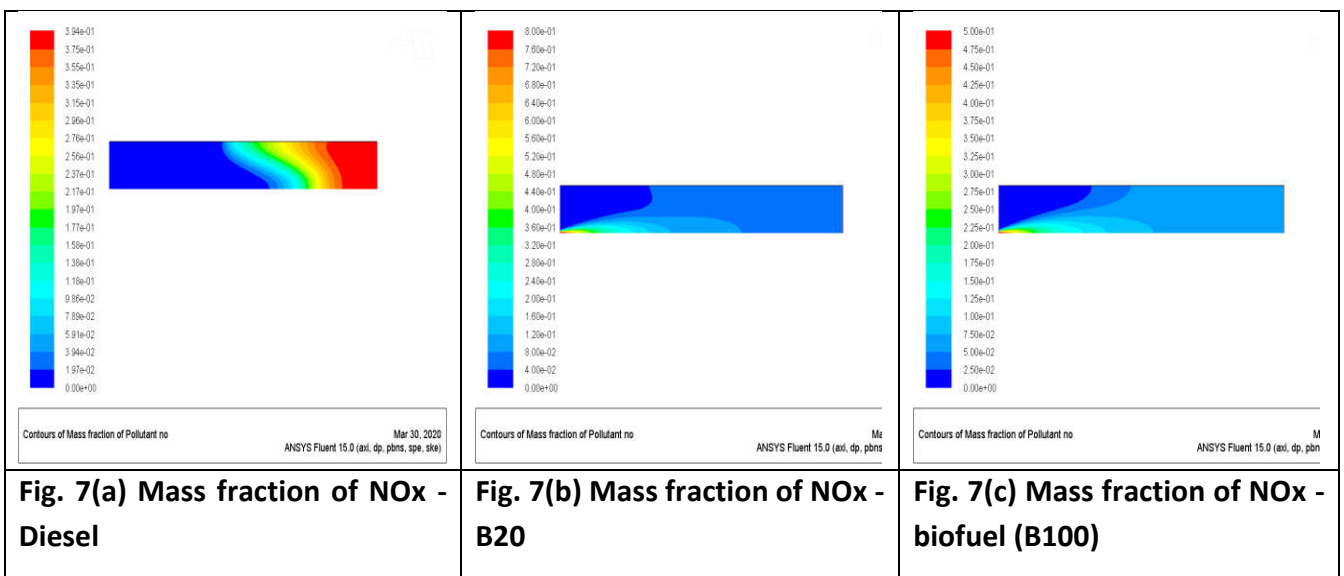 3.94e-01
3.75e-01
3.55e-01
3.35e-01
3.15e-01
2.96e-01
2.76e-01
2.56e-01
2.37e-01
2.17e-01
1.97e-01
1.77e-01
1.58e-01
1.38e-01
1.18e-01
9.86e-02
7.89e-02
5.91e-02
3.94e-02
1.97e-02
0.00e+00
Contours of Mass fraction of Pollutant no
Mar 30, 2020
ANSYS Fluent 15.0 (axi, dp, pbns, spe, ske)
Fig. 7(a) Mass fraction of NOx -
Diesel
8.00e-01
7.60e-01
7.20e-01
6.80e-01
6.40e-01
6.00e-01
5.60e-01
5.20e-01
4.80e-01
4.40e-01
4.00e-01
3.60e-01
3.20e-01
2.80e-01
2.40e-01
2.00e-01
1.60e-01
1.20e-01
8.00e-02
4.00e-02
0.00e+00
Contours of Mass fraction of Pollutant no
Ma
ANSYS Fluent 15.0 (axi, dp, pbns
Fig. 7(b) Mass fraction of NOx -
B20
5.00e-01
4.75e-01
4.50e-01
4.25e-01
4.00e-01
3.75e-01
3.50e-01
3.25e-01
3.00e-01
2.75e-01
2.50e-01
2.25e-01
2.00e-01
1.75e-01
1.50e-01
1.25e-01
1.00e-01
7.50e-02
5.00e-02
2.50e-02
0.00e+00
Contours of Mass fraction of Pollutant no
M
ANSYS Fluent 15.0 (axi, dp, pbn
Fig. 7(c) Mass fraction of NOx -
biofuel (B100)